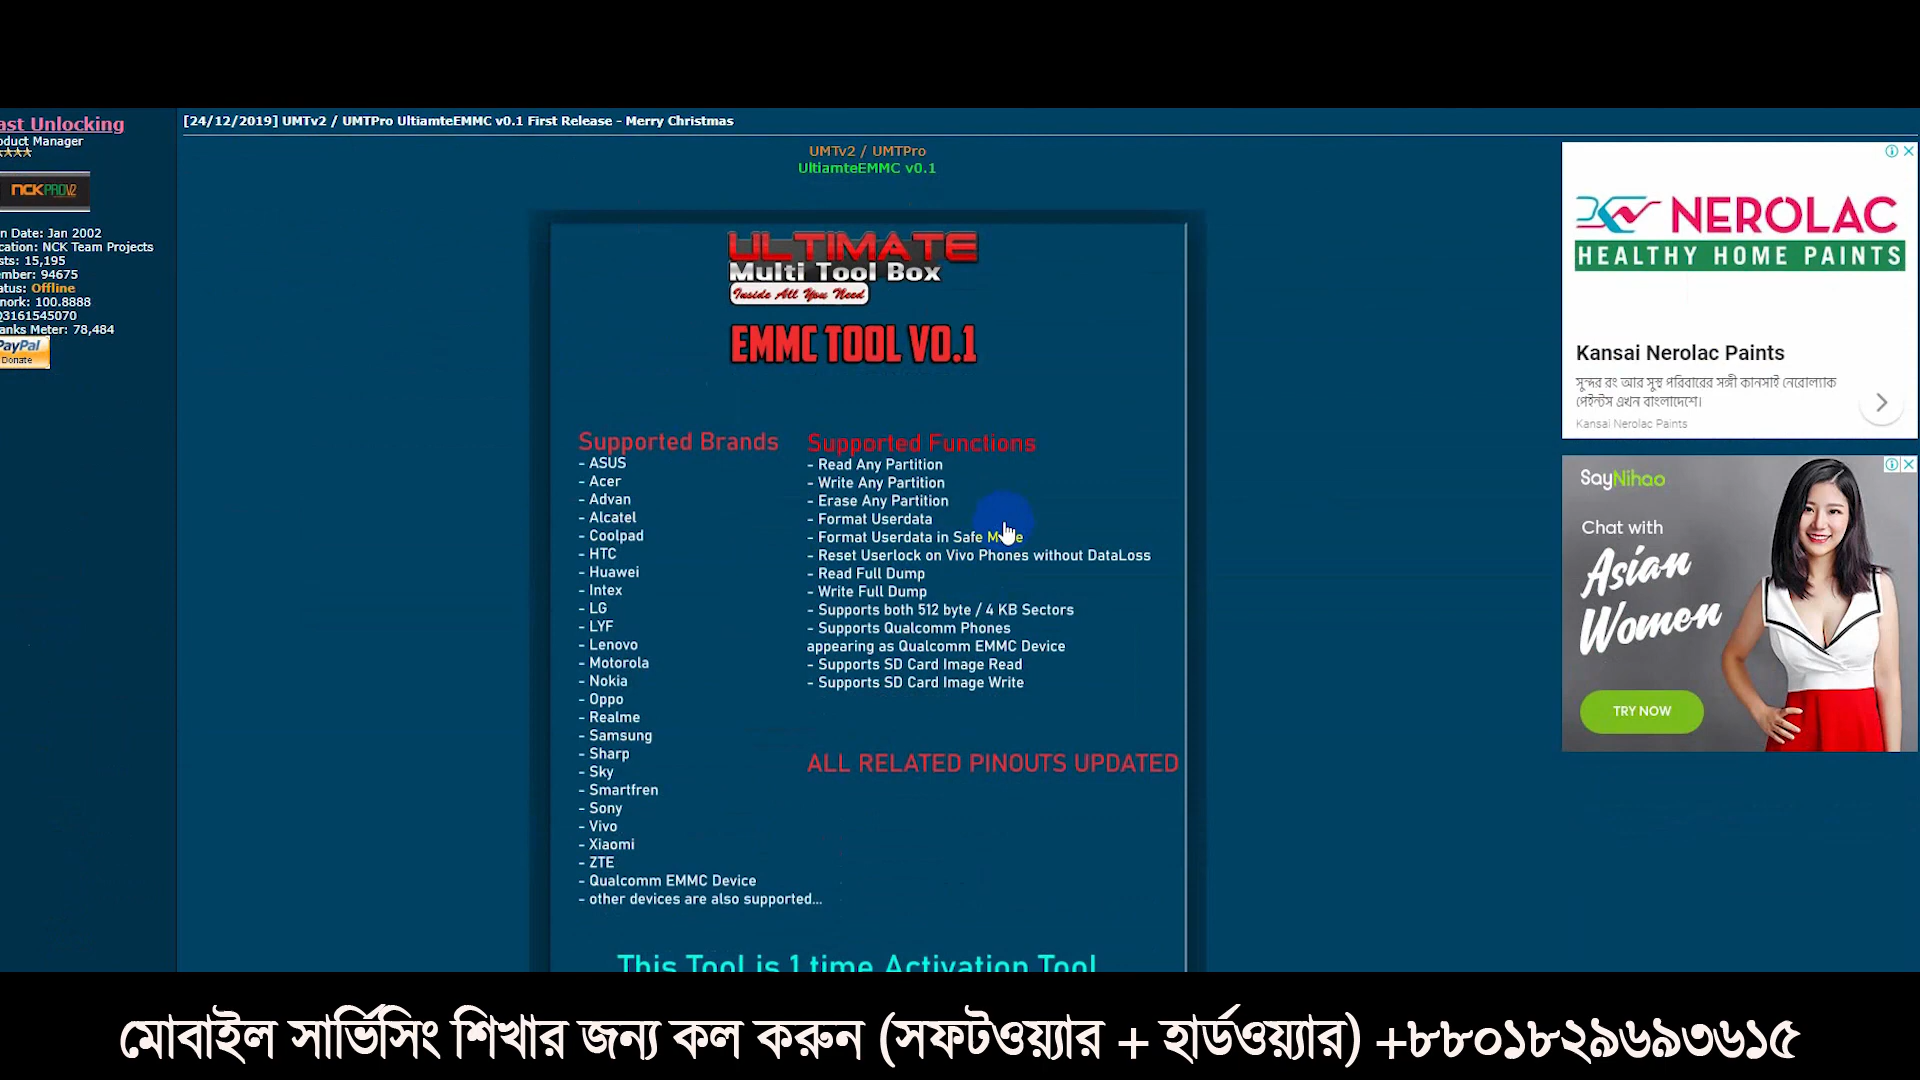 ast Unlocking
oduct Manager
NCKPROV2
n Date: Jan 2002
cation: NCK Team Projects
sts: 15,195
ember: 94675
atus: Offline
nork: 100.8888
Q3161545070
anks Meter: 78,484
PayPal
Donate
[24/12/2019] UMTv2 / UMTPro UltiamteEMMC v0.1 First Release - Merry Christmas
UMTv2 / UMTPro
UltiamteEMMC v0.1
ULTIMATE
Multi Tool Box
Inside All You Need
EMMC TOOL V0.1
Supported Brands
- ASUS
- Acer
- Advan
- Alcatel
- Coolpad
- HTC
- Huawei
- Intex
- LG
- LYF
- Lenovo
- Motorola
- Nokia
- Oppo
- Realme
- Samsung
- Sharp
- Sky
- Smartfren
- Sony
- Vivo
- Xiaomi
- ZTE
- Qualcomm EMMC Device
- other devices are also supported...
Supported Functions
- Read Any Partition
- Write Any Partition
- Erase Any Partition
- Format Userdata
- Format Userdata in Safe Mode
- Reset Userlock on Vivo Phones without DataLoss
- Read Full Dump
- Write Full Dump
- Supports both 512 byte / 4 KB Sectors
- Supports Qualcomm Phones
appearing as Qualcomm EMMC Device
- Supports SD Card Image Read
- Supports SD Card Image Write
ALL RELATED PINOUTS UPDATED
This Tool is 1 time Activation Tool
NEROLAC
HEALTHY HOME PAINTS
Kansai Nerolac Paints
সুন্দর রং আর সুস্থ পরিবারের সঙ্গী কানসাই নেরোল্যাক
পেইন্টস এখন বাংলাদেশে।
Kansai Nerolac Paints
SayNihao
Chat with
Asian
Women
TRY NOW
মোবাইল সার্ভিসিং শিখার জন্য কল করুন (সফটওয়্যার + হার্ডওয়্যার) +৮৮০১৮২৯৬৯৩৬১৫